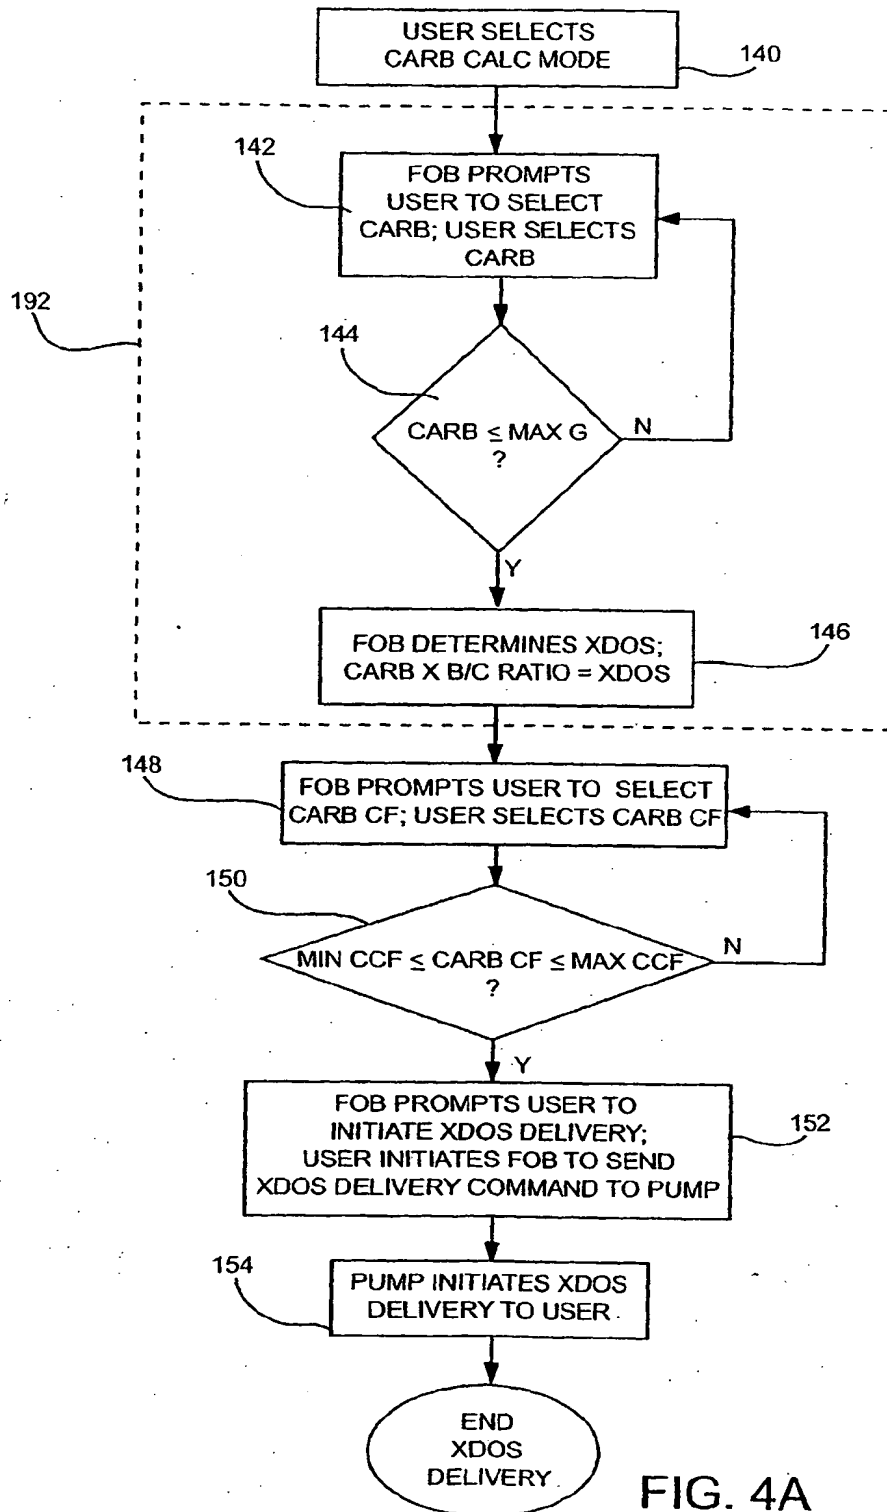 USER SELECTS
CARB CALC MODE
140
142
FOB PROMPTS
USER TO SELECT
CARB; USER SELECTS
CARB
192
144
CARB ≤ MAX G
?
N
Y
FOB DETERMINES XDOS;
CARB X B/C RATIO = XDOS
146
148
FOB PROMPTS USER TO SELECT
CARB CF; USER SELECTS CARB CF
150
MIN CCF ≤ CARB CF ≤ MAX CCF
?
N
Y
FOB PROMPTS USER TO
INITIATE XDOS DELIVERY;
USER INITIATES FOB TO SEND
XDOS DELIVERY COMMAND TO PUMP
152
154
PUMP INITIATES XDOS
DELIVERY TO USER
END
XDOS
DELIVERY
FIG. 4A